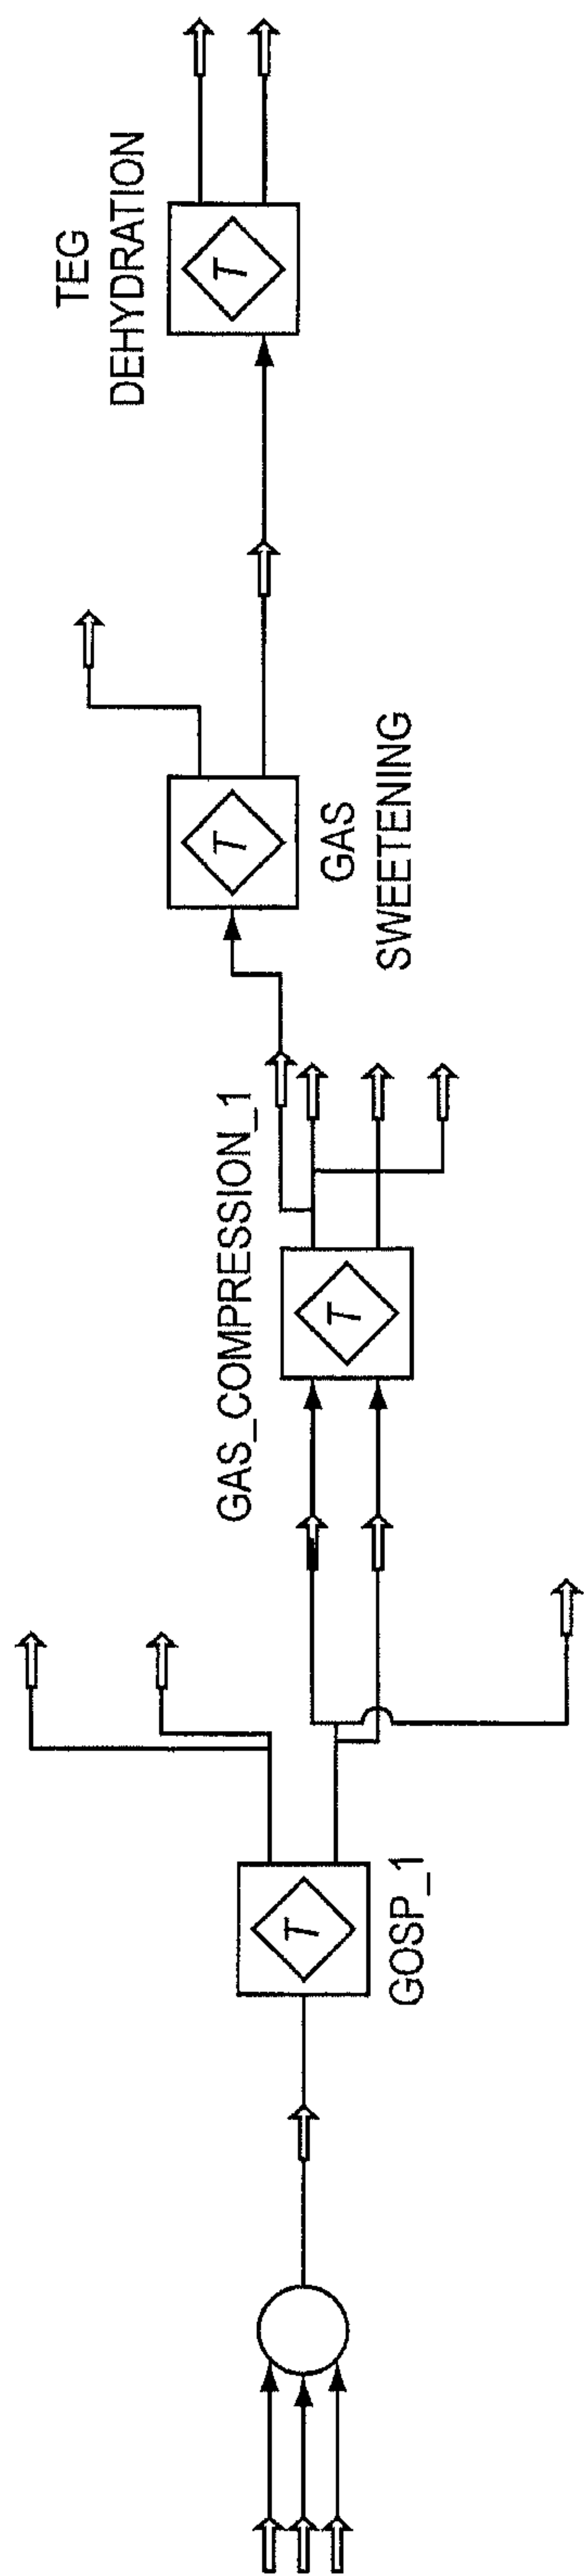 T
GOSP_1
GAS_COMPRESSION_1
T
T
GAS
SWEETENING
TEG
DEHYDRATION
T